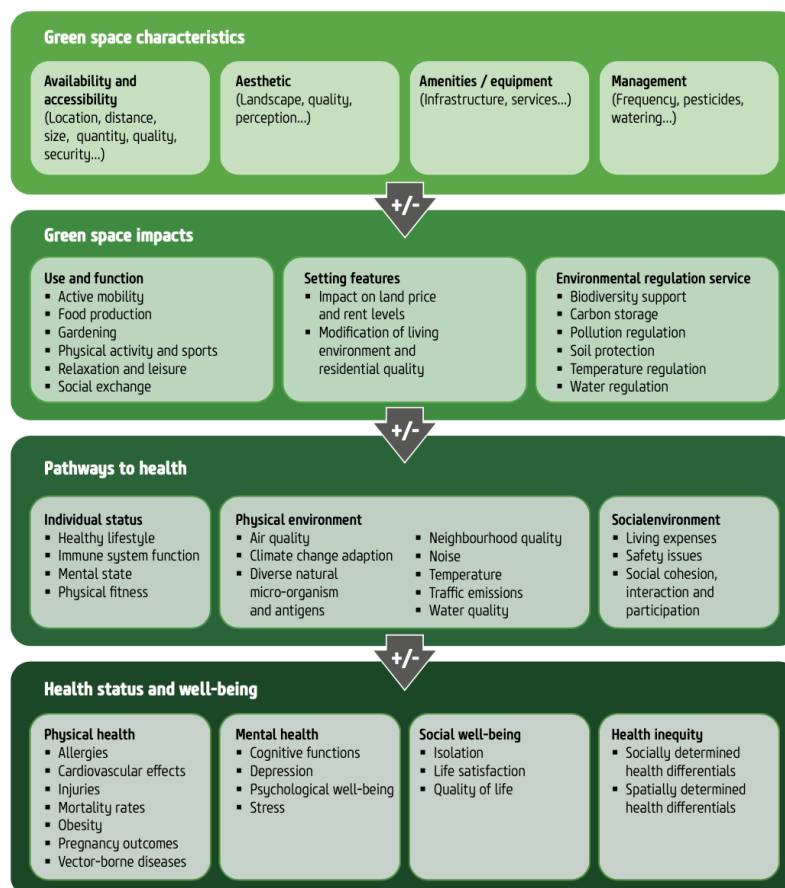 Green space characteristics
Availability and
accessibility
(Location, distance,
size, quantity, quality,
security...)
Aesthetic
(Landscape, quality,
perception...)
Amenities / equipment
(Infrastructure, services...)
Management
(Frequency, pesticides,
watering...)
+/-
Green space impacts
Use and function
▪ Active mobility
▪ Food production
▪ Gardening
▪ Physical activity and sports
▪ Relaxation and leisure
▪ Social exchange
Setting features
▪ Impact on land price
and rent levels
▪ Modification of living
environment and
residential quality
Environmental regulation service
▪ Biodiversity support
▪ Carbon storage
▪ Pollution regulation
▪ Soil protection
▪ Temperature regulation
▪ Water regulation
+/-
Pathways to health
Individual status
▪ Healthy lifestyle
▪ Immune system function
▪ Mental state
▪ Physical fitness
Physical environment
▪ Air quality
▪ Climate change adaption
▪ Diverse natural
micro-organism
and antigens
▪ Neighbourhood quality
▪ Noise
▪ Temperature
▪ Traffic emissions
▪ Water quality
Socialenvironment
▪ Living expenses
▪ Safety issues
▪ Social cohesion,
interaction and
participation
+/-
Health status and well-being
Physical health
▪ Allergies
▪ Cardiovascular effects
▪ Injuries
▪ Mortality rates
▪ Obesity
▪ Pregnancy outcomes
▪ Vector-borne diseases
Mental health
▪ Cognitive functions
▪ Depression
▪ Psychological well-being
▪ Stress
Social well-being
▪ Isolation
▪ Life satisfaction
▪ Quality of life
Health inequity
▪ Socially determined
health differentials
▪ Spatially determined
health differentials